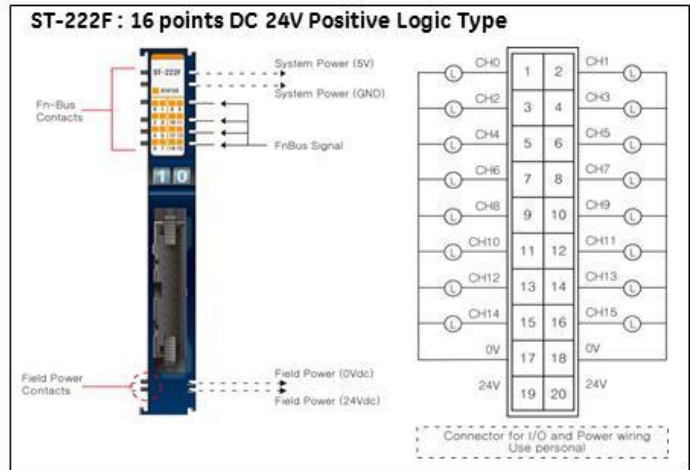 ST-222F : 16 points DC 24V Positive Logic Type
ST-222F
STATUS
System Power (5V)
System Power (GND)
Fn-Bus
Contacts
FnBus Signal
1 0
Field Power
Contacts
Field Power (0Vdc)
Field Power (24Vdc)
CH0 1 2 CH1
L L
CH2 3 4 CH3
L L
CH4 5 6 CH5
L L
CH6 7 8 CH7
L L
CH8 9 10 CH9
L L
CH10 11 12 CH11
L L
CH12 13 14 CH13
L L
CH14 15 16 CH15
L L
0V 17 18 0V
24V 19 20 24V
Connector for I/O and Power wiring
Use personal